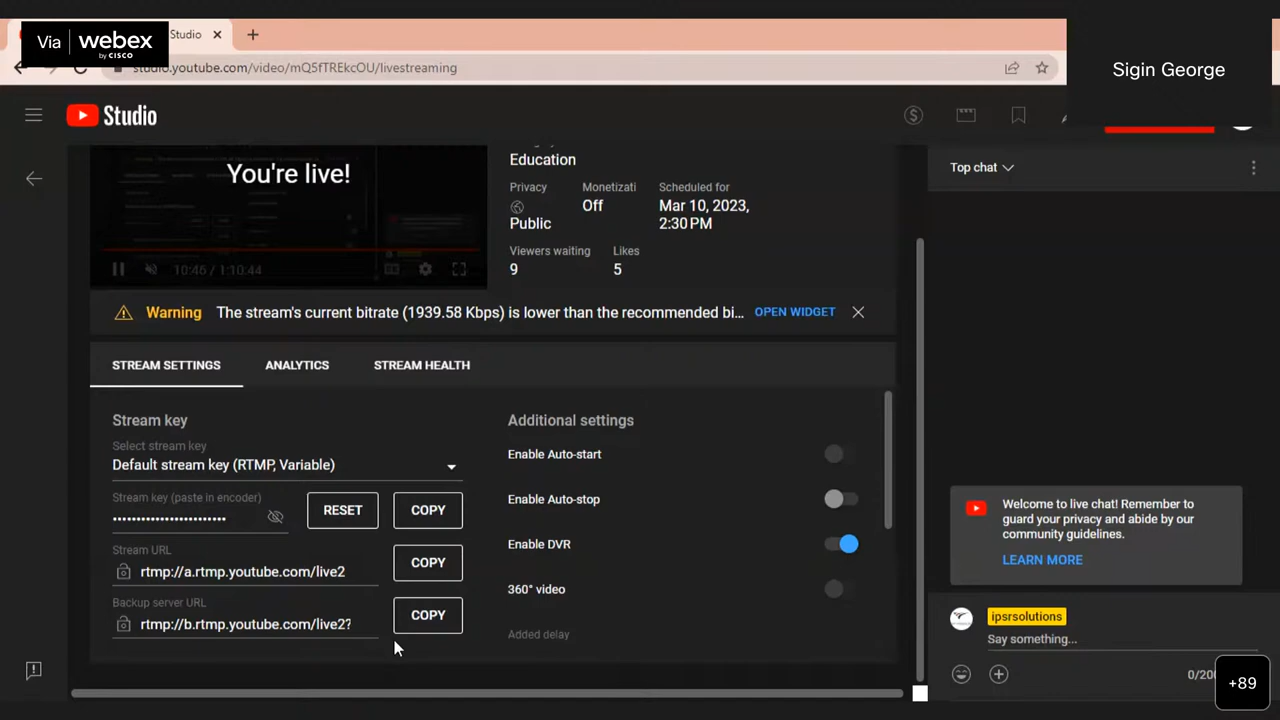 Via webex
by CISCO
Studio
studio.youtube.com/video/mQ5fTREkcOU/livestreaming
Sigin George
Studio
You're live!
10:46 / 1:10:44
Education
Privacy
Public
Monetizati
Off
Scheduled for
Mar 10, 2023,
2:30 PM
Viewers waiting
9
Likes
5
Top chat
Warning The stream's current bitrate (1939.58 Kbps) is lower than the recommended bi... OPEN WIDGET
STREAM SETTINGS ANALYTICS STREAM HEALTH
Stream key
Select stream key
Default stream key (RTMP, Variable)
Stream key (paste in encoder)
RESET COPY
Stream URL
rtmp://a.rtmp.youtube.com/live2
COPY
Backup server URL
rtmp://b.rtmp.youtube.com/live2?
COPY
Additional settings
Enable Auto-start
Enable Auto-stop
Enable DVR
360° video
Added delay
Welcome to live chat! Remember to
guard your privacy and abide by our
community guidelines.
LEARN MORE
ipsrsolutions
Say something...
0/200
+89